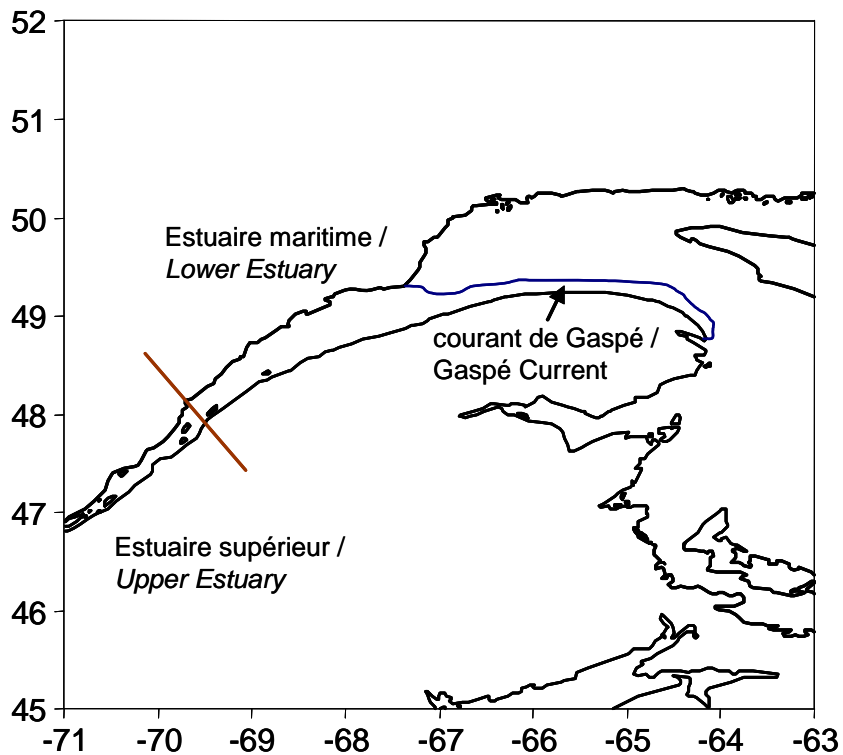 52
51
50
49
48
47
46
45
Estuaire maritime /
Lower Estuary
courant de Gaspé /
Gaspé Current
Estuaire supérieur /
Upper Estuary
-71 -70 -69 -68 -67 -66 -65 -64 -63